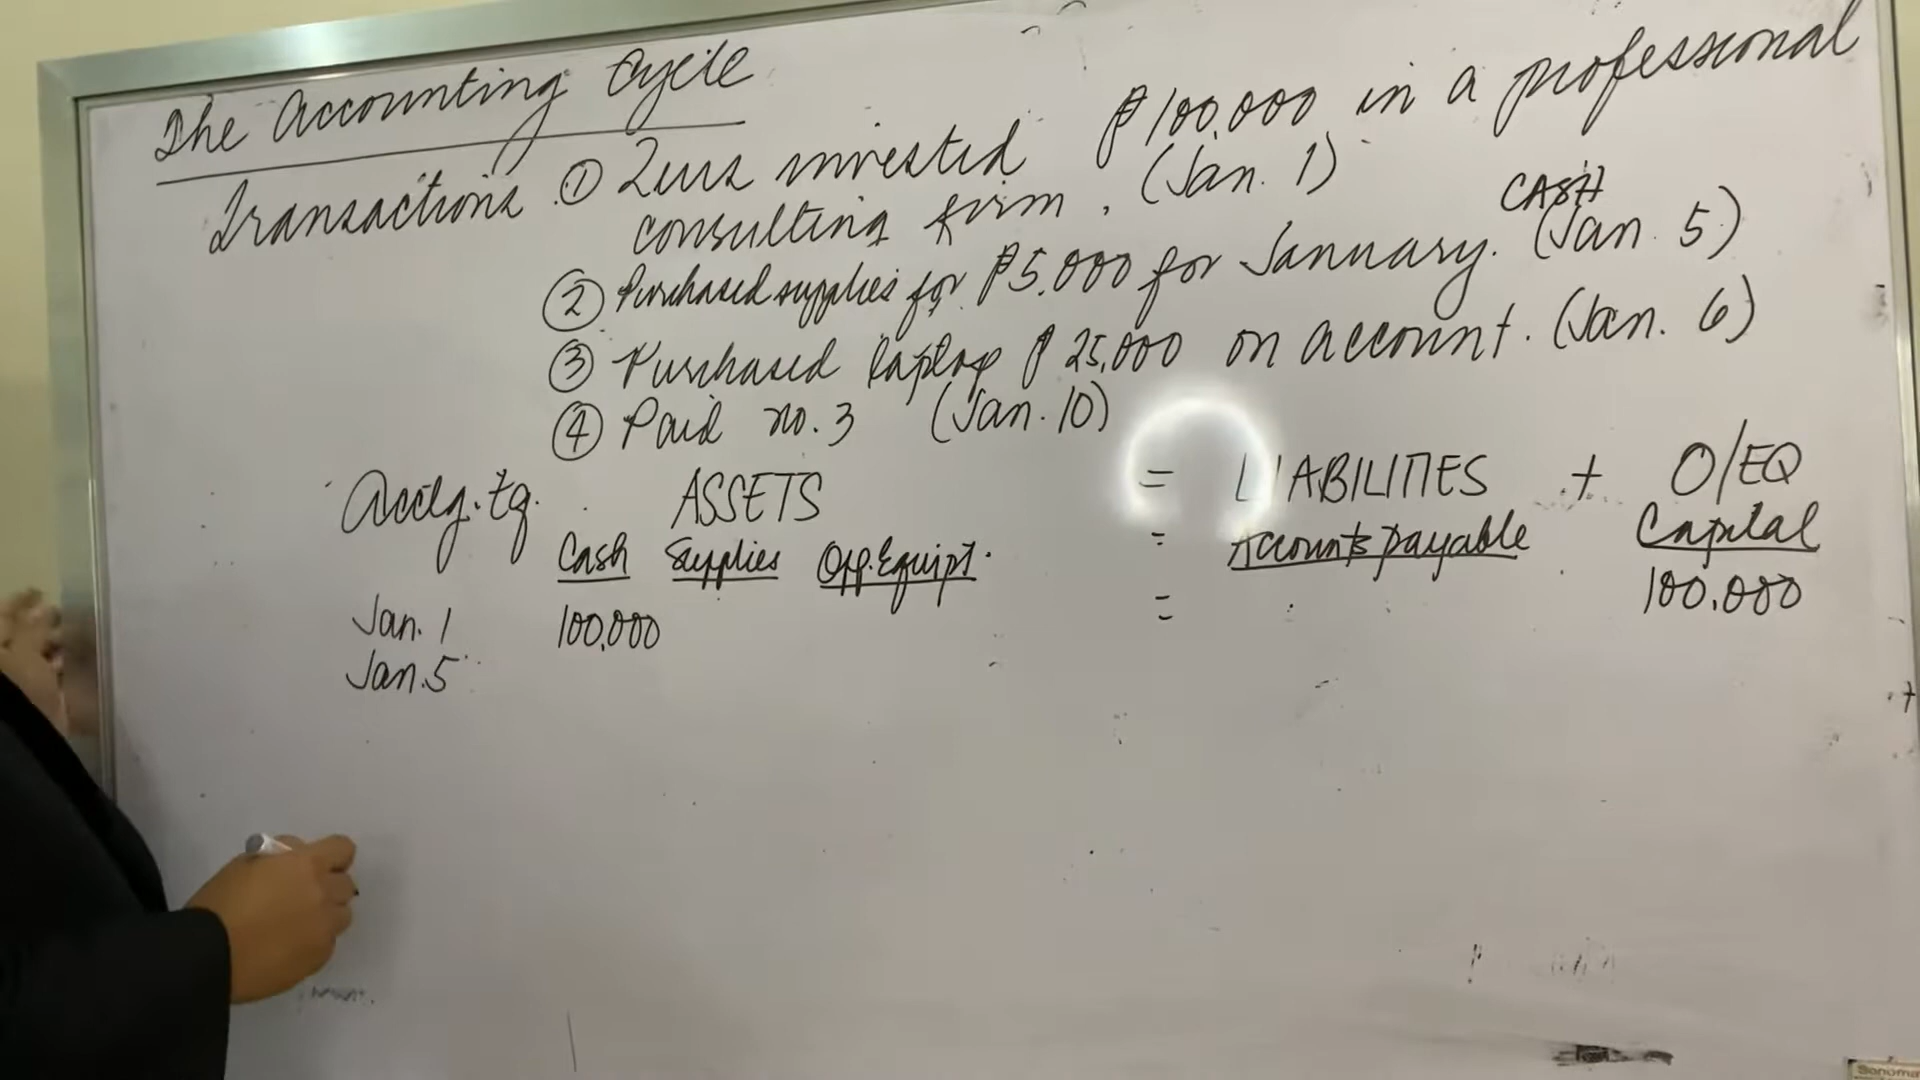 The Accounting Cycle
Transactions ① Zeus invested ₱100,000 in a professional
consulting firm. (Jan. 1)
CASH
② Purchased supplies for ₱5,000 for January. (Jan. 5)
③ Purchased laptop ₱25,000 on account. (Jan. 6)
④ Paid no. 3 (Jan. 10)
Acctg. Eq. ASSETS = LIABILITIES + O/EQ
Cash Supplies Off. Equipt. = Accounts payable Capital
Jan. 1 100,000 = 100,000
Jan. 5